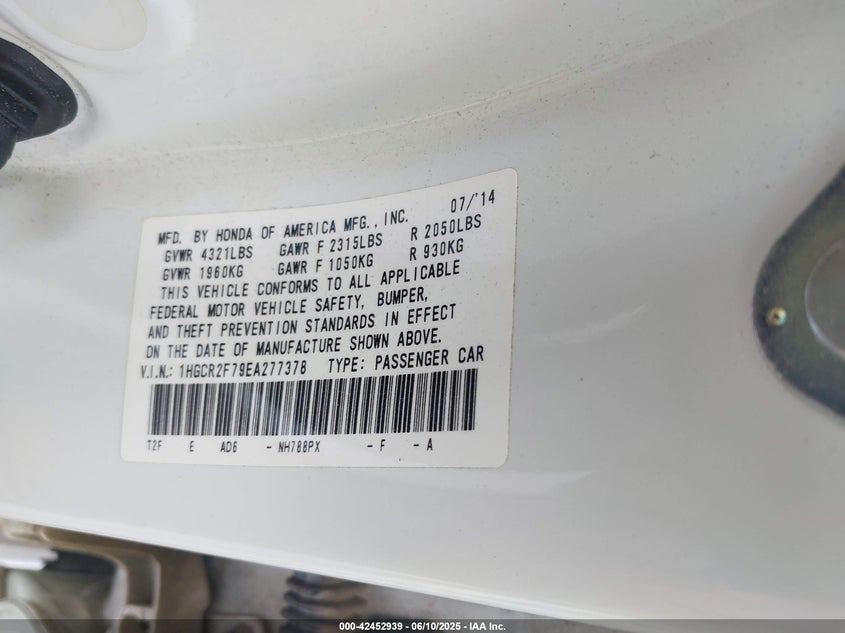 MFD. BY HONDA OF AMERICA MFG., INC. 07/'14
GVWR 4321LBS GAWR F 2315LBS R 2050LBS
GVWR 1960KG GAWR F 1050KG R 930KG
THIS VEHICLE CONFORMS TO ALL APPLICABLE
FEDERAL MOTOR VEHICLE SAFETY, BUMPER,
AND THEFT PREVENTION STANDARDS IN EFFECT
ON THE DATE OF MANUFACTURE SHOWN ABOVE.
V.I.N.: 1HGCR2F79EA277378 TYPE: PASSENGER CAR
T2F E AD6 - NH788PX - F - A
000-42452939 - 06/10/2025 - IAA Inc.